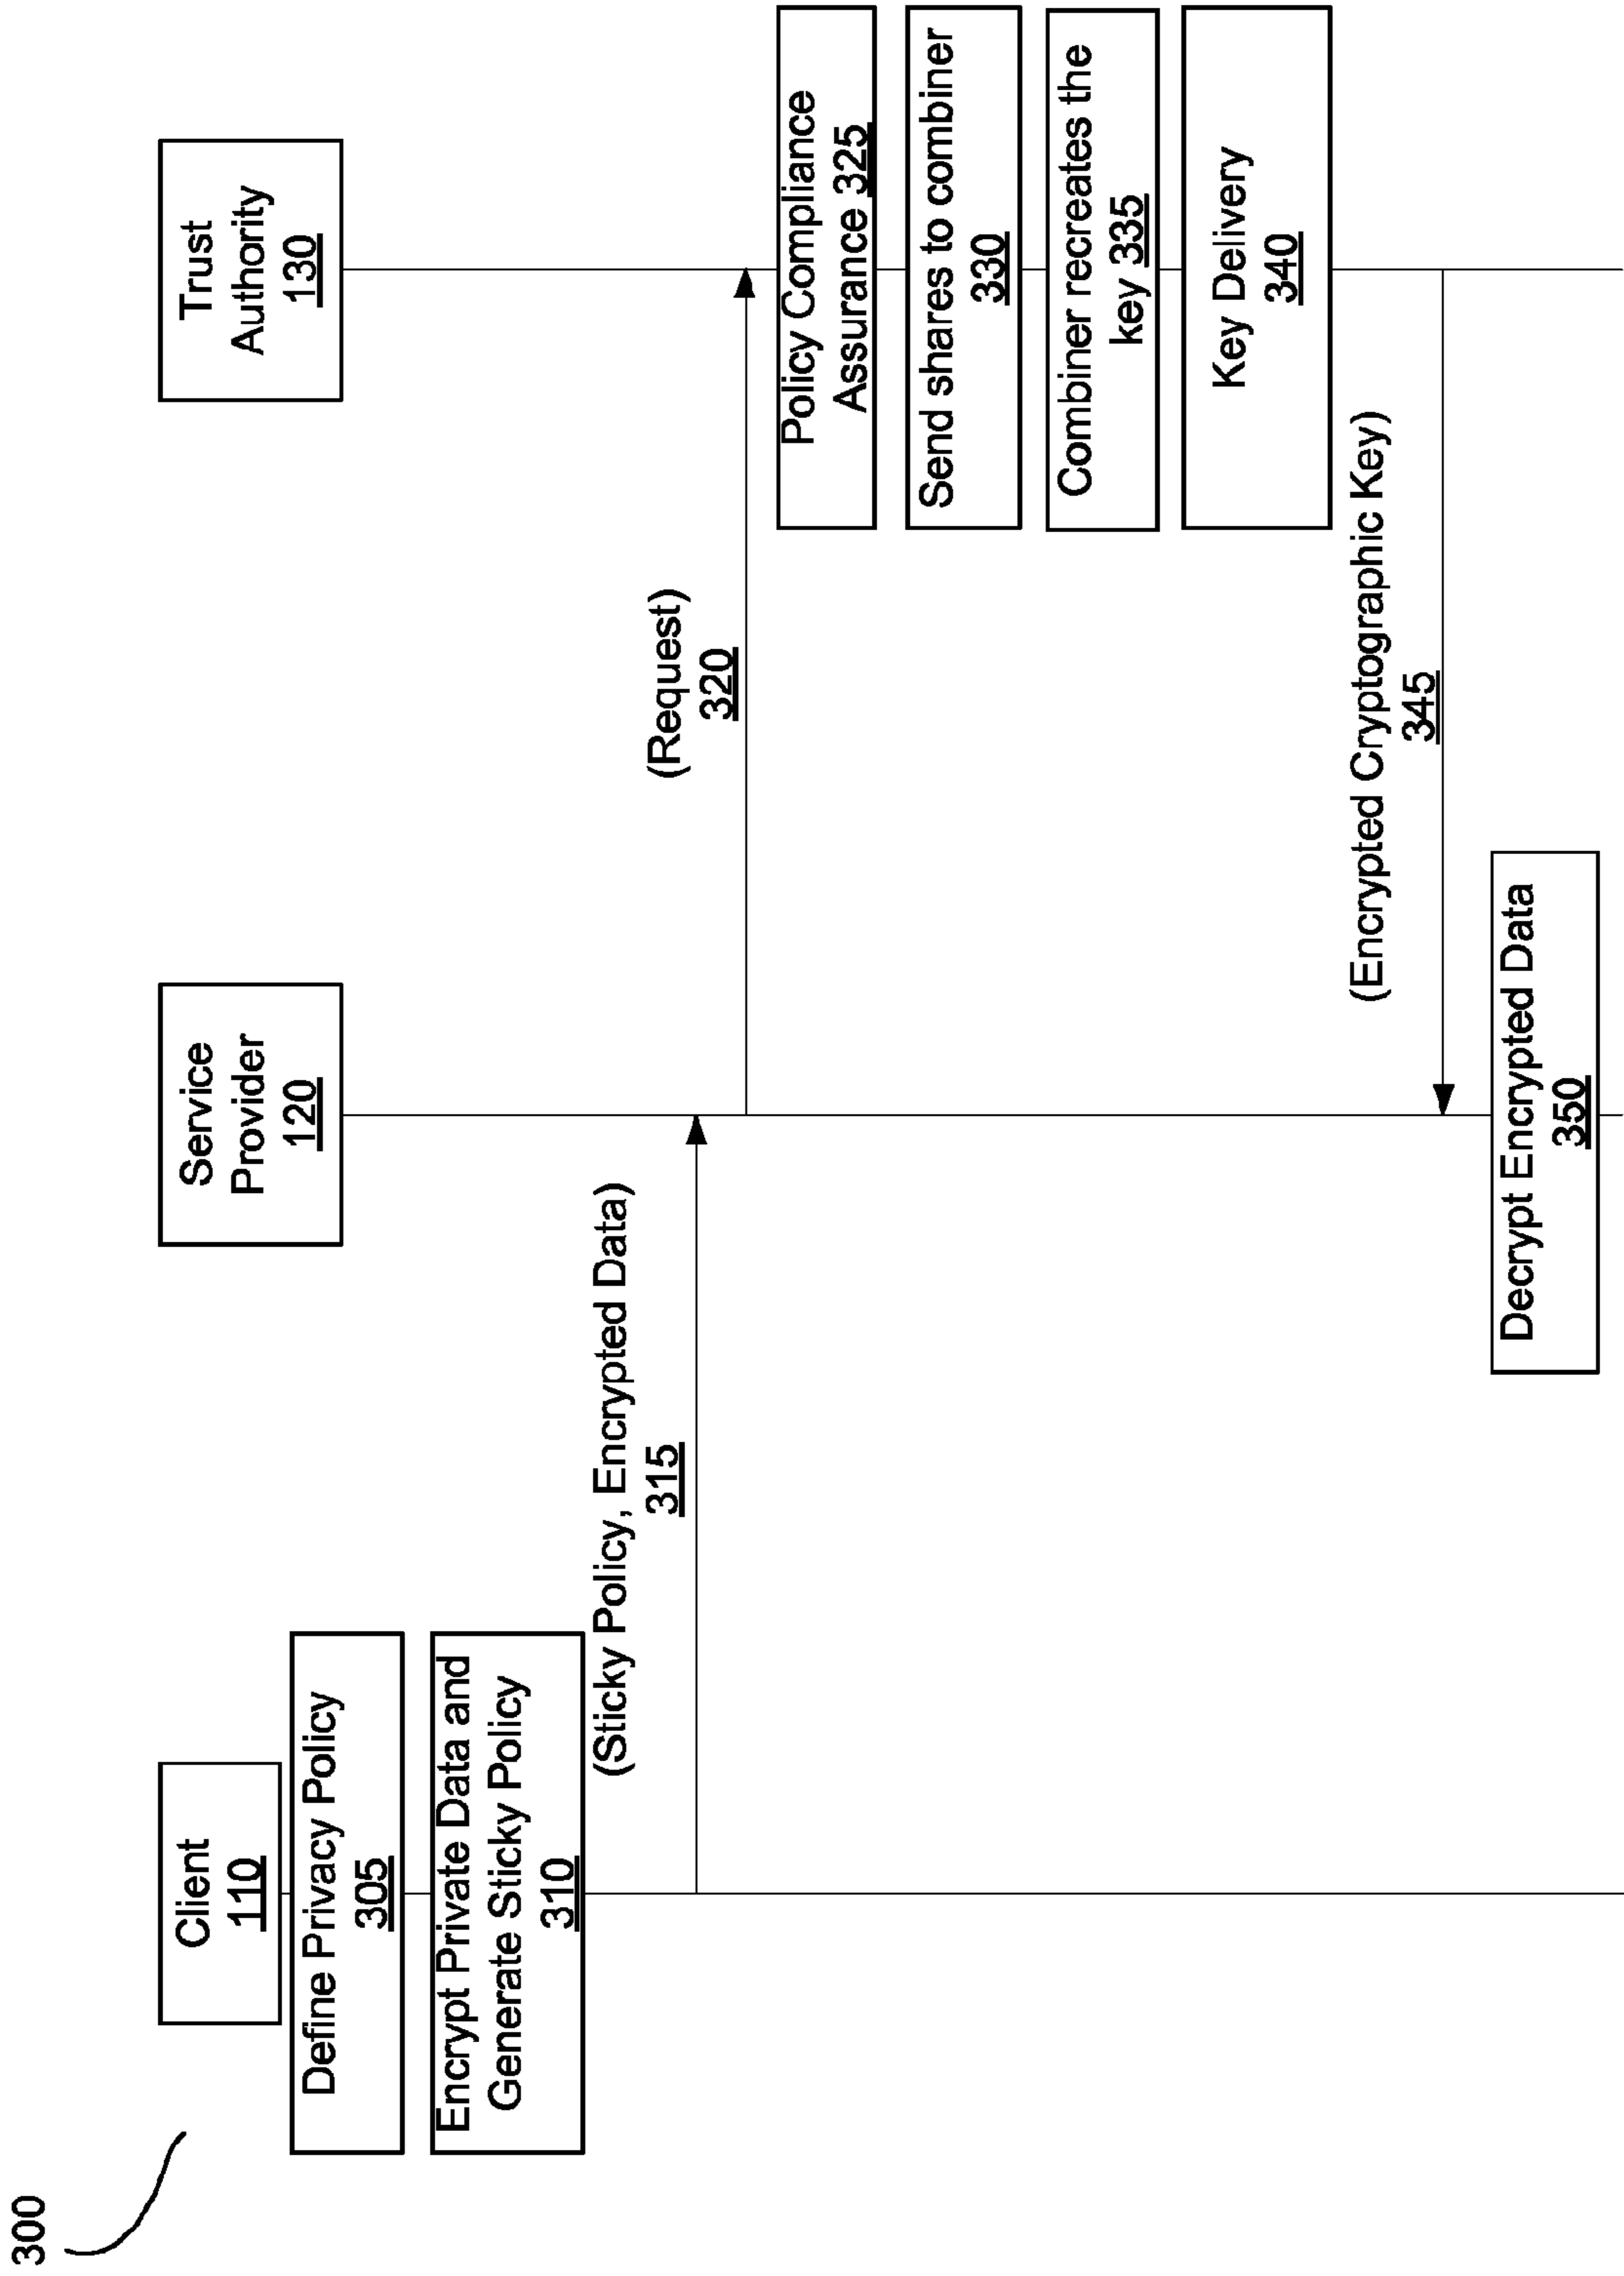 300
Client
110
Service
Provider
120
Trust
Authority
130
Define Privacy Policy
305
Encrypt Private Data and
Generate Sticky Policy
310
(Sticky Policy, Encrypted Data)
315
(Request)
320
Policy Compliance
Assurance 325
Send shares to combiner
330
Combiner recreates the
key 335
Key Delivery
340
(Encrypted Cryptographic Key)
345
Decrypt Encrypted Data
350